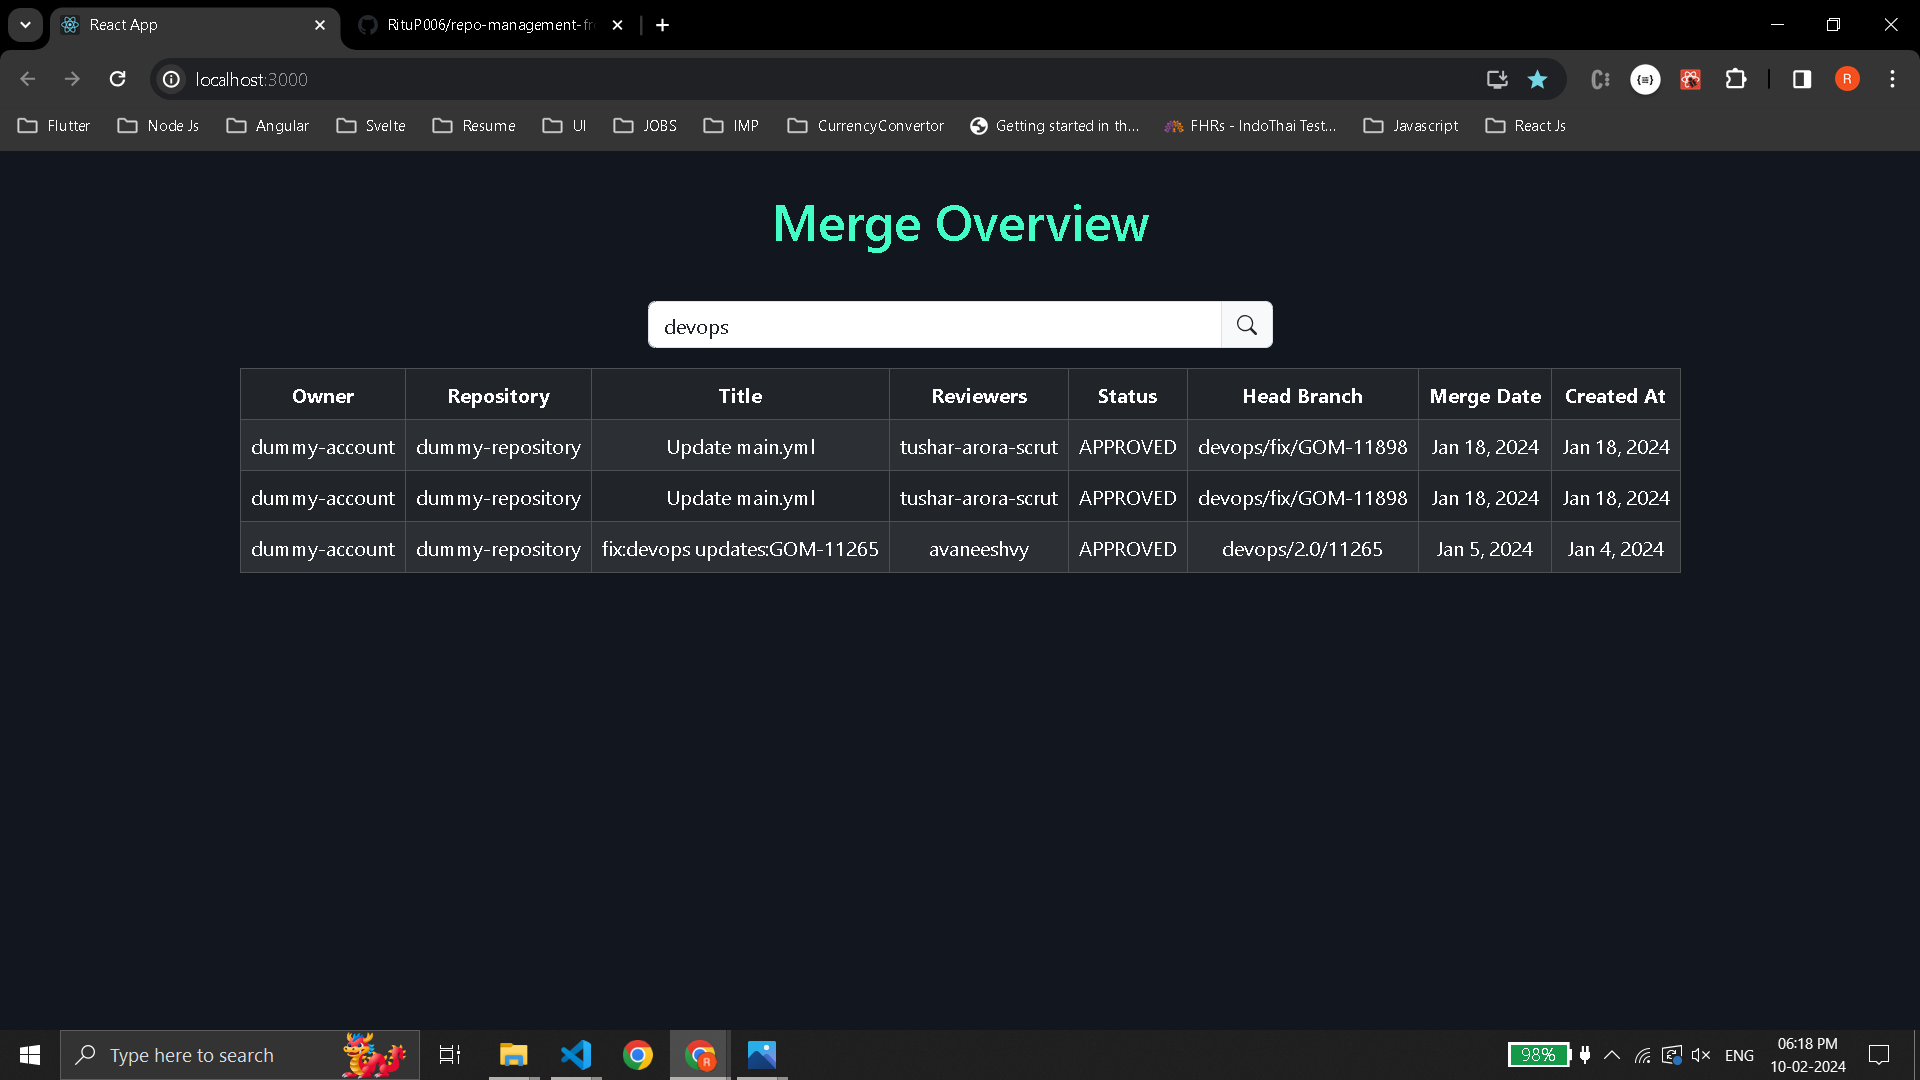 React App
RituP006/repo-management-fr
localhost:3000
R
Flutter Node Js Angular Svelte Resume UI JOBS IMP CurrencyConvertor Getting started in th... FHRs - IndoThai Test... Javascript React Js
Merge Overview
devops
Owner Repository Title Reviewers Status Head Branch Merge Date Created At
dummy-account dummy-repository Update main.yml tushar-arora-scrut APPROVED devops/fix/GOM-11898 Jan 18, 2024 Jan 18, 2024
dummy-account dummy-repository Update main.yml tushar-arora-scrut APPROVED devops/fix/GOM-11898 Jan 18, 2024 Jan 18, 2024
dummy-account dummy-repository fix:devops updates:GOM-11265 avaneeshvy APPROVED devops/2.0/11265 Jan 5, 2024 Jan 4, 2024
Type here to search
R
98%
ENG
06:18 PM
10-02-2024